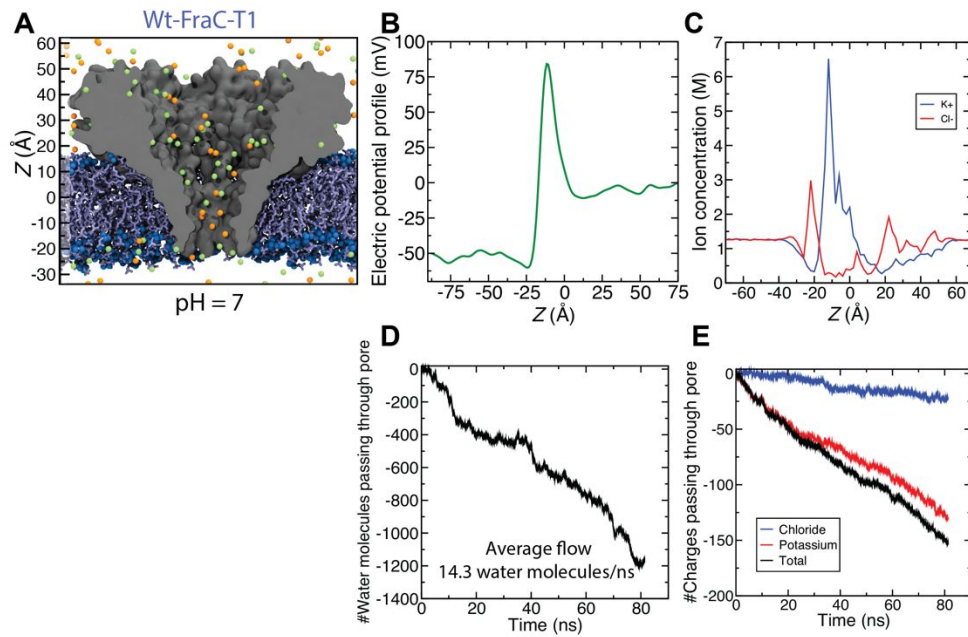 A
Wt-FraC-T1
Z (Å)
60
50
40
30
20
10
0
-10
-20
-30
pH = 7
B
Electric potential profile (mV)
100
75
50
25
0
-25
-50
-75
-75 -50 -25 0 25 50 75
Z (Å)
C
Ion concentration (M)
7
6
5
4
3
2
1
0
K+
Cl-
-60 -40 -20 0 20 40 60
Z (Å)
D
#Water molecules passing through pore
0
-200
-400
-600
-800
-1000
-1200
-1400
Average flow
14.3 water molecules/ns
0 20 40 60 80
Time (ns)
E
#Charges passing through pore
0
-50
-100
-150
-200
Chloride
Potassium
Total
0 20 40 60 80
Time (ns)